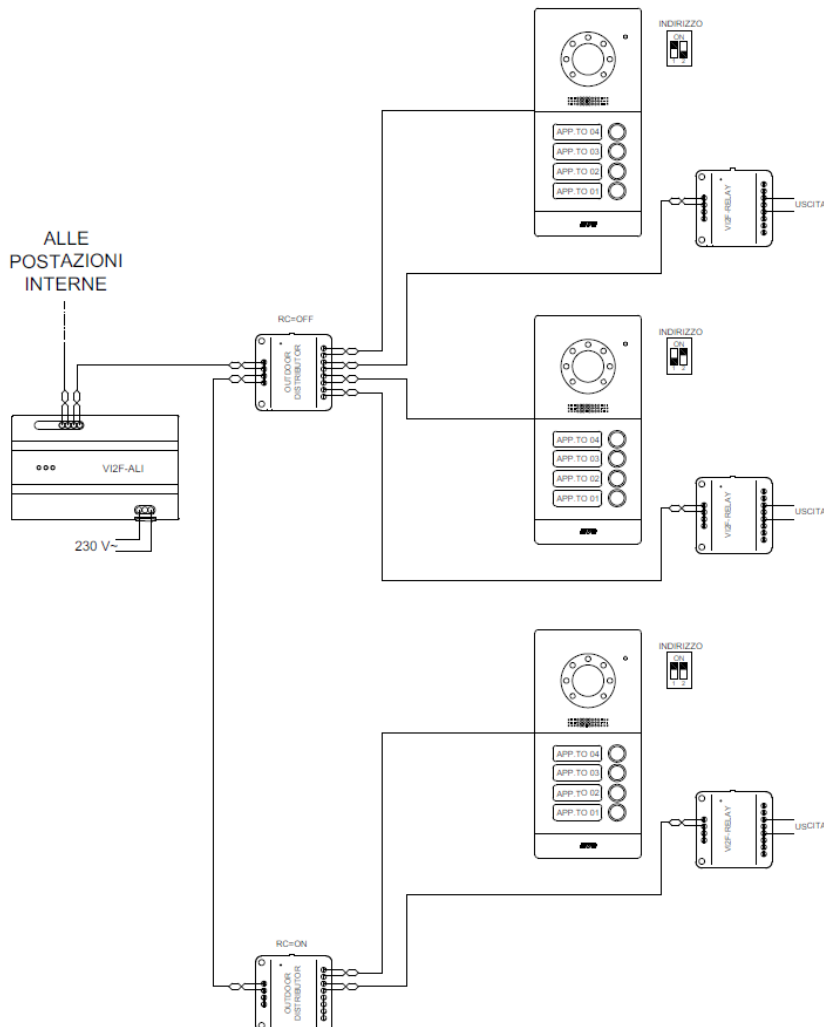 INDIRIZZO
ON
1 2
APP.TO 04
APP.TO 03
APP.TO 02
APP.TO 01
VI2F-RELAY
USCITA
ALLE
POSTAZIONI
INTERNE
RC=OFF
OUTDOOR
DISTRIBUTOR
INDIRIZZO
ON
1 2
APP.TO 04
APP.TO 03
APP.TO 02
APP.TO 01
VI2F-ALI
230 V~
VI2F-RELAY
USCITA
INDIRIZZO
ON
1 2
APP.TO 04
APP.TO 03
APP.TO 02
APP.TO 01
VI2F-RELAY
USCITA
RC=ON
OUTDOOR
DISTRIBUTOR